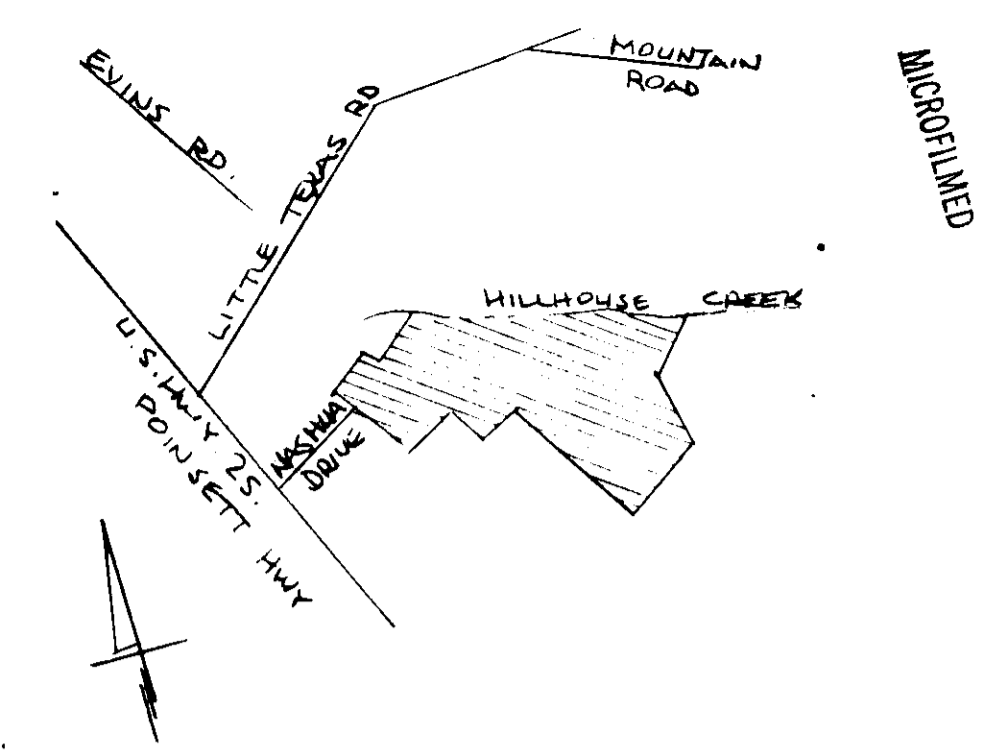 EVINS RD.
LITTLE TEXAS RD
MOUNTAIN
ROAD
MICROFILMED
HILLHOUSE CREEK
U.S. HWY 25.
POINSETT HWY
NASHUA
DRIVE